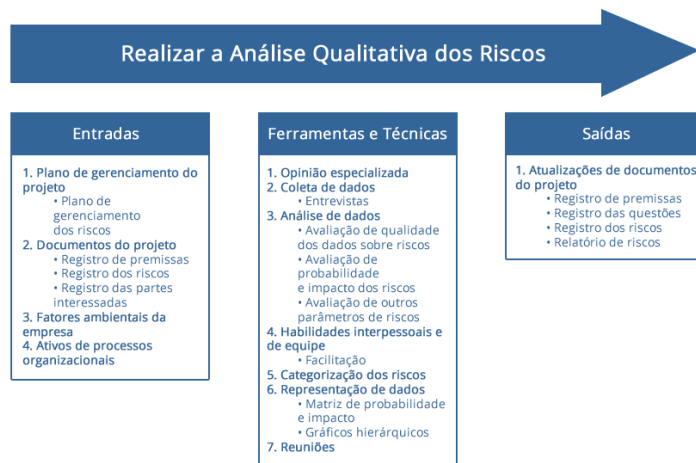 Realizar a Análise Qualitativa dos Riscos
Entradas
1. Plano de gerenciamento do
projeto
• Plano de
gerenciamento
dos riscos
2. Documentos do projeto
• Registro de premissas
• Registro dos riscos
• Registro das partes
interessadas
3. Fatores ambientais da
empresa
4. Ativos de processos
organizacionais
Ferramentas e Técnicas
1. Opinião especializada
2. Coleta de dados
• Entrevistas
3. Análise de dados
• Avaliação de qualidade
dos dados sobre riscos
• Avaliação de
probabilidade
e impacto dos riscos
• Avaliação de outros
parâmetros de riscos
4. Habilidades interpessoais e
de equipe
• Facilitação
5. Categorização dos riscos
6. Representação de dados
• Matriz de probabilidade
e impacto
• Gráficos hierárquicos
7. Reuniões
Saídas
1. Atualizações de documentos
do projeto
• Registro de premissas
• Registro das questões
• Registro dos riscos
• Relatório de riscos